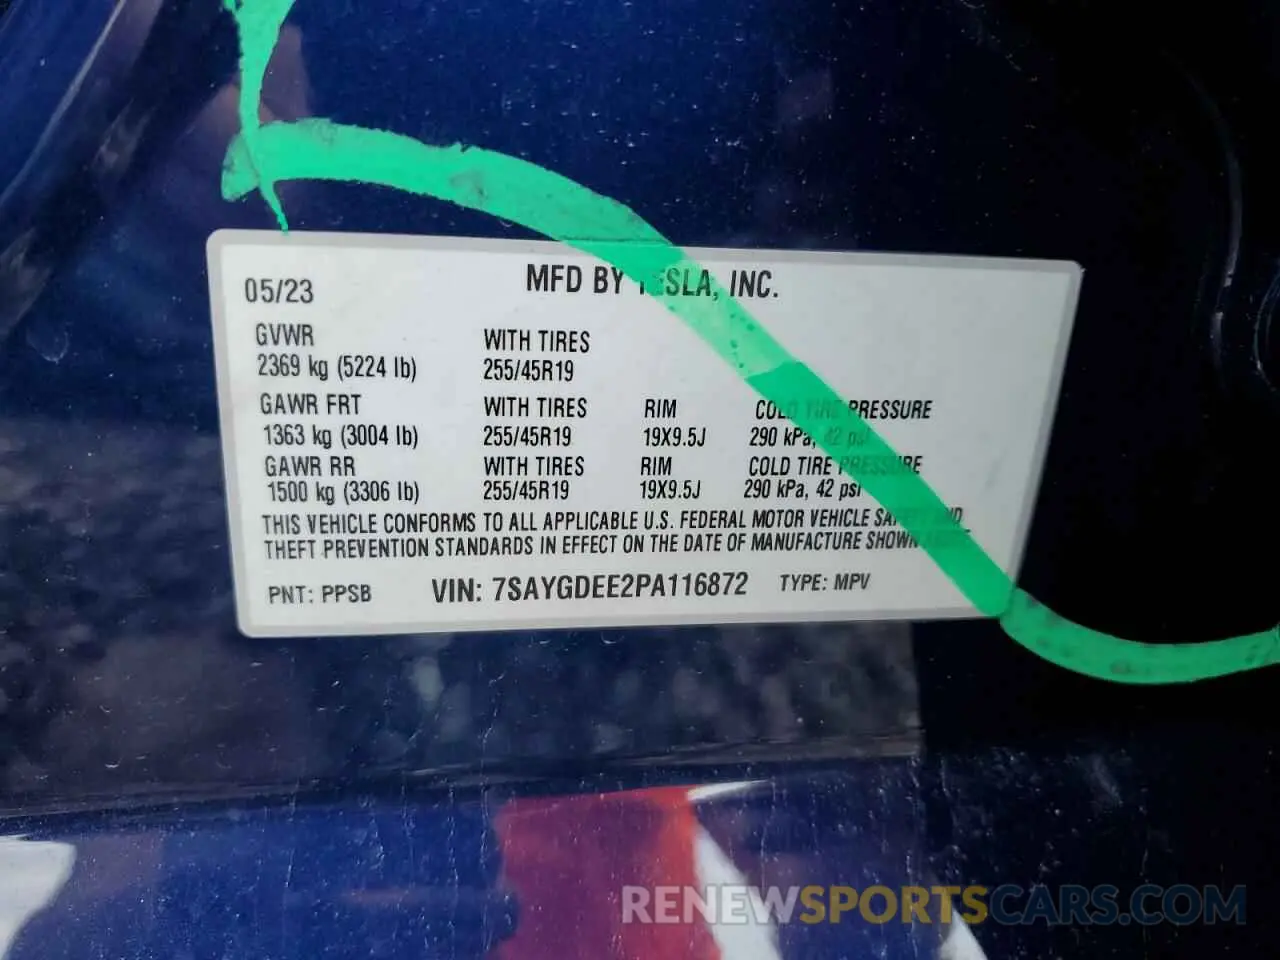 MFD BY TESLA, INC.
05/23
GVWR WITH TIRES
2369 kg (5224 lb) 255/45R19
GAWR FRT WITH TIRES RIM COLD TIRE PRESSURE
1363 kg (3004 lb) 255/45R19 19X9.5J 290 kPa, 42 psi
GAWR RR WITH TIRES RIM COLD TIRE PRESSURE
1500 kg (3306 lb) 255/45R19 19X9.5J 290 kPa, 42 psi
THIS VEHICLE CONFORMS TO ALL APPLICABLE U.S. FEDERAL MOTOR VEHICLE SAFETY AND
THEFT PREVENTION STANDARDS IN EFFECT ON THE DATE OF MANUFACTURE SHOWN ABOVE.
PNT: PPSB VIN: 7SAYGDEE2PA116872 TYPE: MPV
RENEWSPORTSCARS.COM